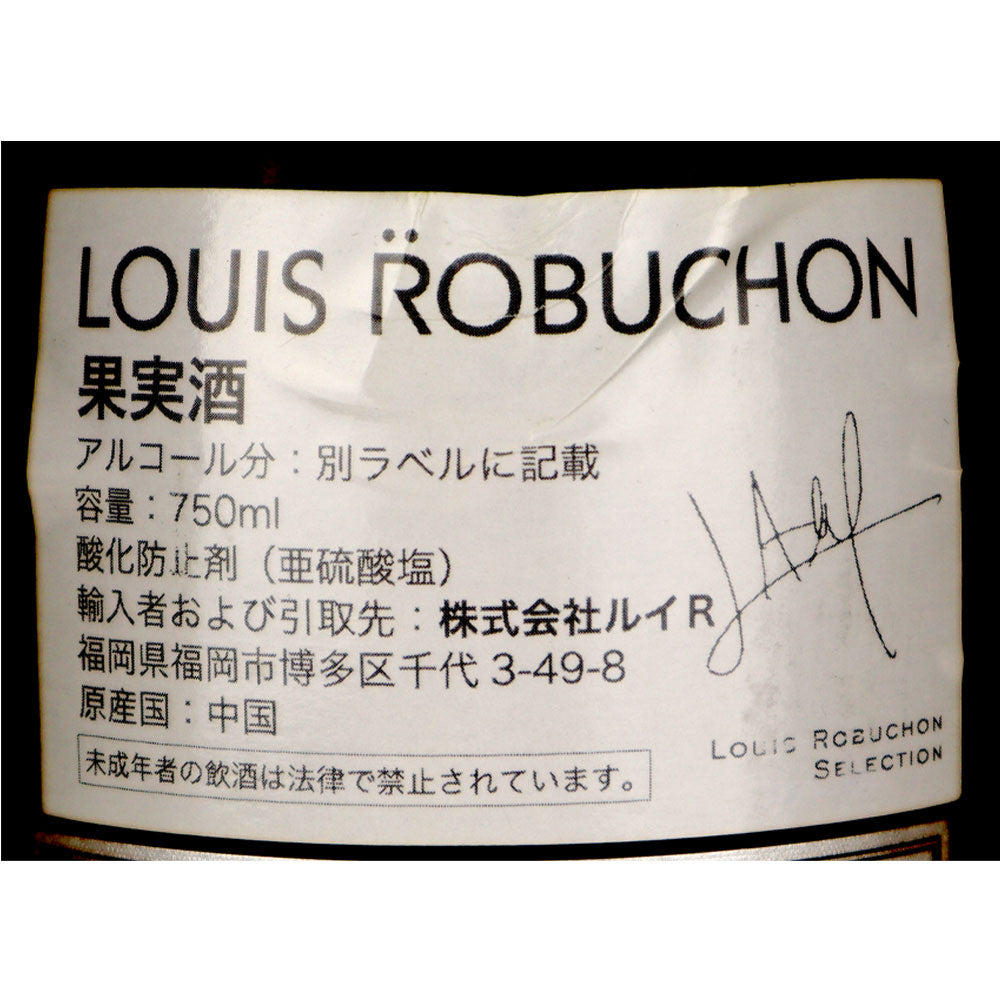 LOUIS R̈OBUCHON
果実酒
アルコール分：別ラベルに記載
容量：750ml
酸化防止剤（亜硫酸塩）
輸入者および引取先：株式会社ルイR
福岡県福岡市博多区千代3-49-8
原産国：中国
未成年者の飲酒は法律で禁止されています。
LOUIS ROBUCHON
SELECTION